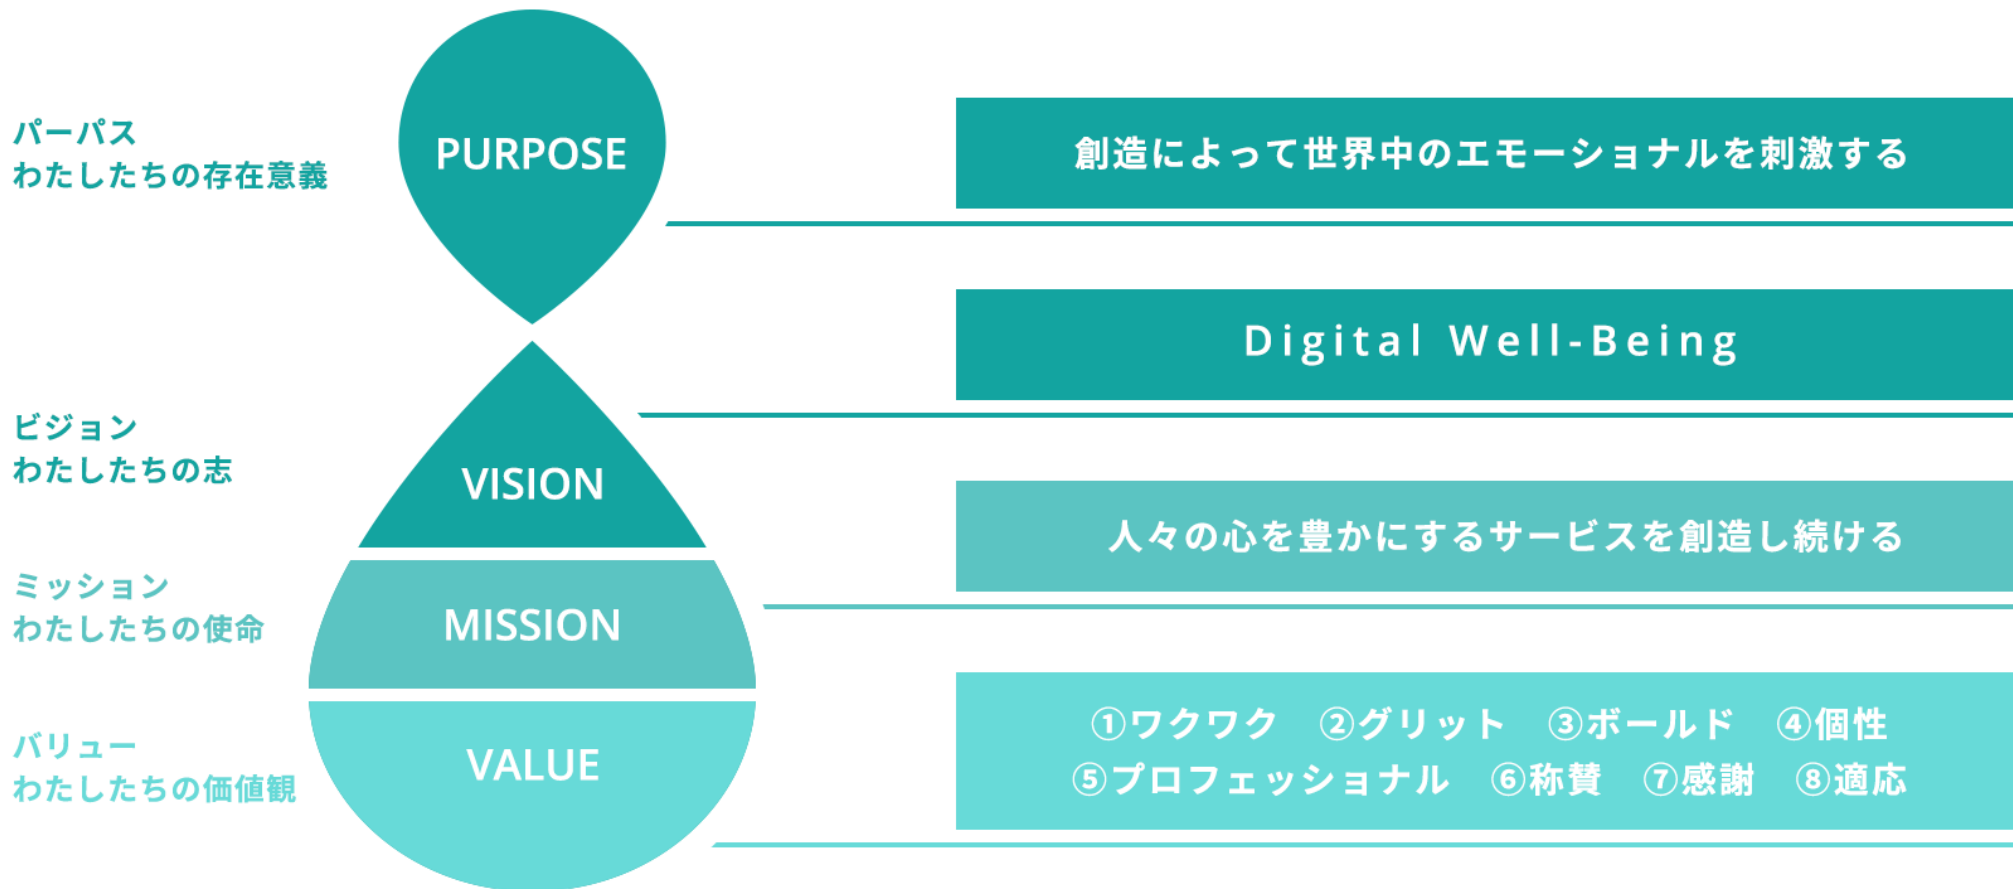 パーパス
わたしたちの存在意義
PURPOSE
創造によって世界中のエモーショナルを刺激する
Digital Well-Being
ビジョン
わたしたちの志
VISION
人々の心を豊かにするサービスを創造し続ける
ミッション
わたしたちの使命
MISSION
バリュー
わたしたちの価値観
VALUE
①ワクワク ②グリット ③ボールド ④個性
⑤プロフェッショナル ⑥称賛 ⑦感謝 ⑧適応